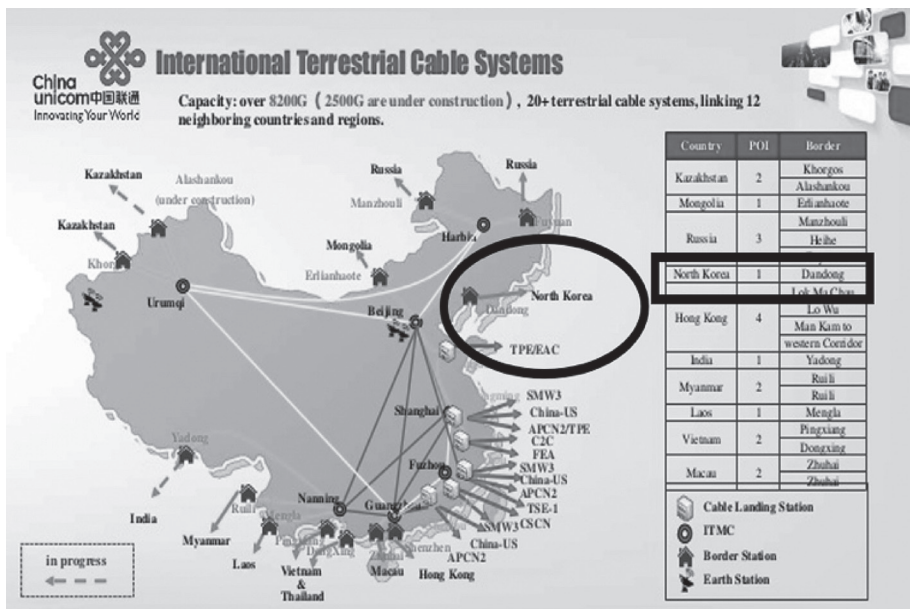 China
unicom中国联通
Innovating Your World
International Terrestrial Cable Systems
Capacity: over 8200G ( 2500G are under construction ) , 20+ terrestrial cable systems, linking 12
neighboring countries and regions.
Kazakhstan
Alashankou
(under construction)
Kazakhstan
Urumqi
Russia
Manzhouli
Russia
Fuyuan
Harbin
Mongolia
Erlianhaote
Beijing
North Korea
Dandong
TPE/EAC
Shanghai
SMW3
China-US
APCN2/TPE
C2C
FEA
Fuzhou
SMW3
China-US
APCN2
TSE-1
CSCN
SMW3
China-US
APCN2
Yadong
India
Ruili
Myanmar
Mengla
Laos
Nanning
DongXing
Vietnam
&
Thailand
Macau
Hong Kong
in progress
Country POI Border
Kazakhstan 2 Khorgos
Alashankou
Mongolia 1 Erlianhaote
Russia 3 Manzhouli
Heihe
North Korea 1 Dandong
Lok Ma Chau
Hong Kong 4 Lo Wu
Man Kam to
western Corridor
India 1 Yadong
Myanmar 2 Ruili
Ruili
Laos 1 Mengla
Vietnam 2 Pingxiang
Dongxing
Macau 2 Zhuhai
Zhuhai
Cable Landing Station
ITMC
Border Station
Earth Station